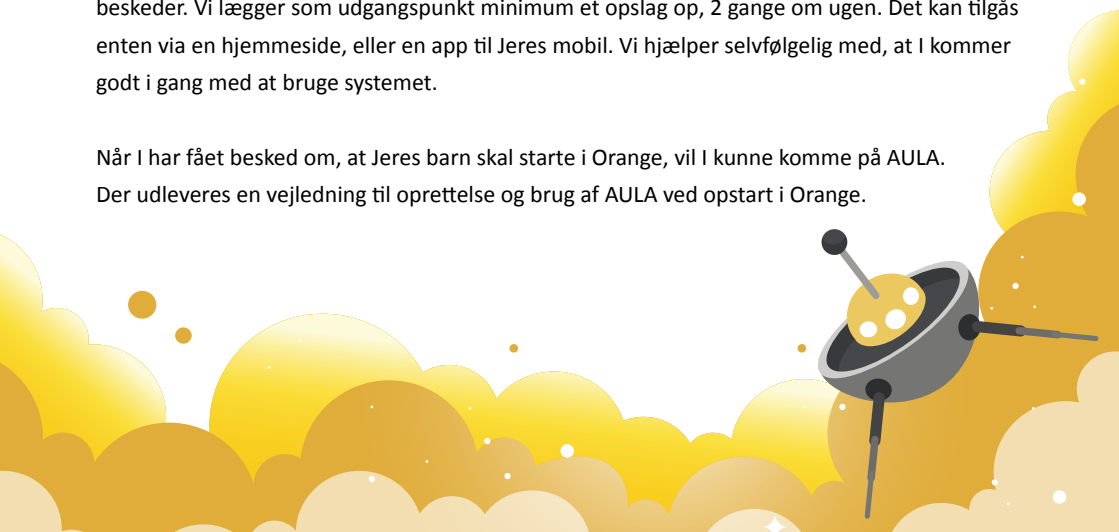 beskeder. Vi lægger som udgangspunkt minimum et opslag op, 2 gange om ugen. Det kan tilgås
enten via en hjemmeside, eller en app til Jeres mobil. Vi hjælper selvfølgelig med, at I kommer
godt i gang med at bruge systemet.
Når I har fået besked om, at Jeres barn skal starte i Orange, vil I kunne komme på AULA.
Der udleveres en vejledning til oprettelse og brug af AULA ved opstart i Orange.